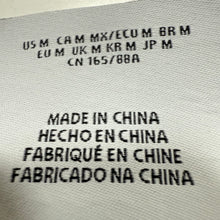 US M CA M MX/ECU M BR M
EU M UK M KR M JP M
CN 165/88A
MADE IN CHINA
HECHO EN CHINA
FABRIQUÉ EN CHINE
FABRICADO NA CHINA